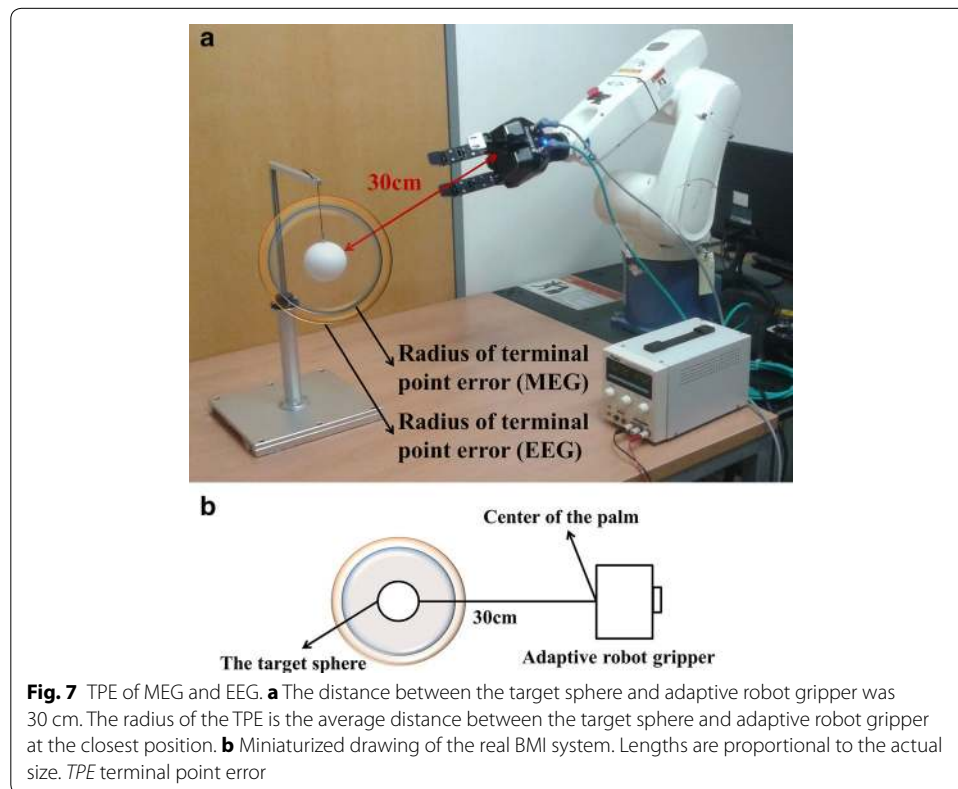 a
30cm
Radius of terminal
point error (MEG)
Radius of terminal
point error (EEG)
b
Center of the palm
30cm
The target sphere
Adaptive robot gripper
Fig. 7 TPE of MEG and EEG. a The distance between the target sphere and adaptive robot gripper was
30 cm. The radius of the TPE is the average distance between the target sphere and adaptive robot gripper
at the closest position. b Miniaturized drawing of the real BMI system. Lengths are proportional to the actual
size. TPE terminal point error